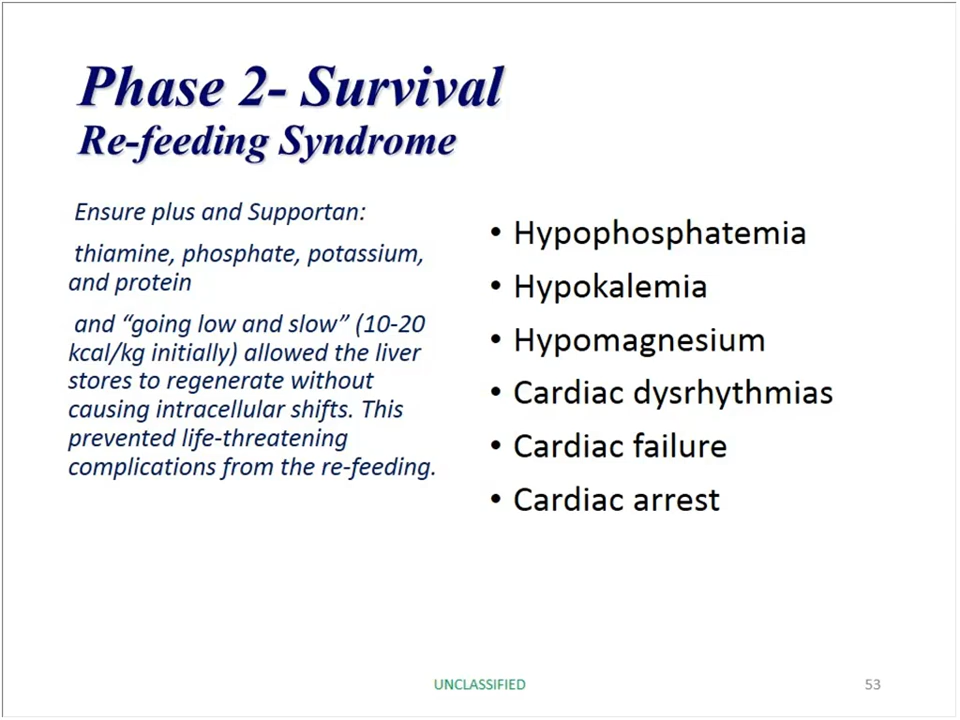 Phase 2- Survival
Re-feeding Syndrome
Ensure plus and Supportan:
thiamine, phosphate, potassium,
and protein
and “going low and slow” (10-20
kcal/kg initially) allowed the liver
stores to regenerate without
causing intracellular shifts. This
prevented life-threatening
complications from the re-feeding.
• Hypophosphatemia
• Hypokalemia
• Hypomagnesium
• Cardiac dysrhythmias
• Cardiac failure
• Cardiac arrest
UNCLASSIFIED
53